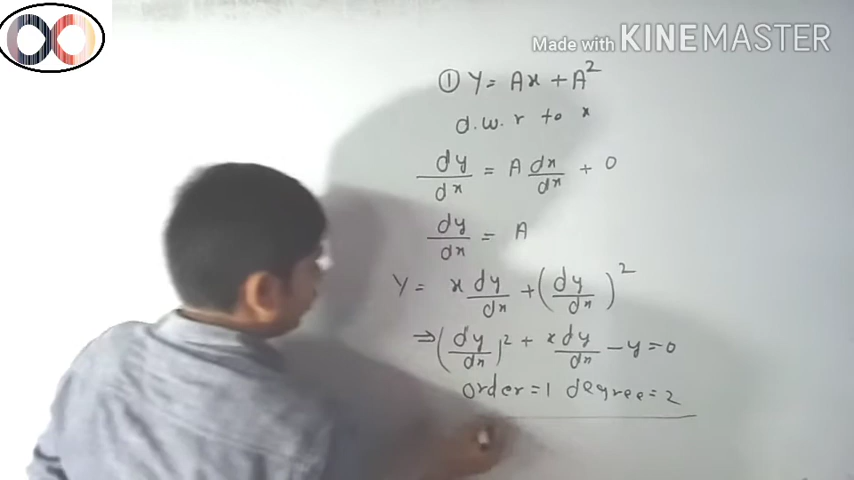 Made with KINEMASTER
① Y = Ax + A²
d.w.r to x
dy/dx = A dx/dx + 0
dy/dx = A
Y = x dy/dx + (dy/dx)²
⇒ (dy/dx)² + x dy/dx - y = 0
order = 1 degree = 2